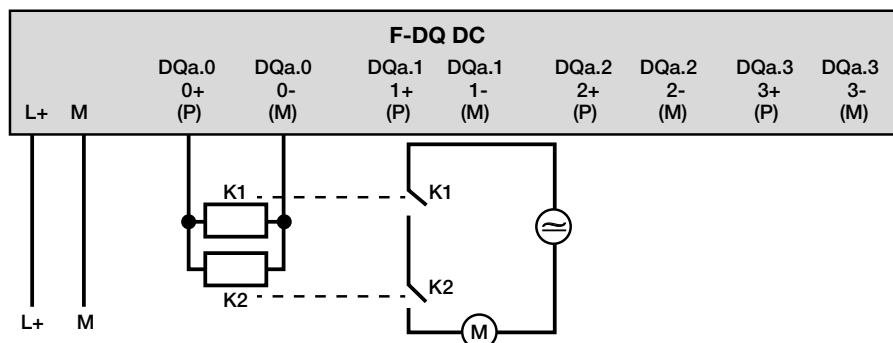 F-DQ DC
DQa.0 DQa.0 DQa.1 DQa.1 DQa.2 DQa.2 DQa.3 DQa.3
0+ 0- 1+ 1- 2+ 2- 3+ 3-
L+ M (P) (M) (P) (M) (P) (M) (P) (M)
K1 K1
K2 K2
L+ M M